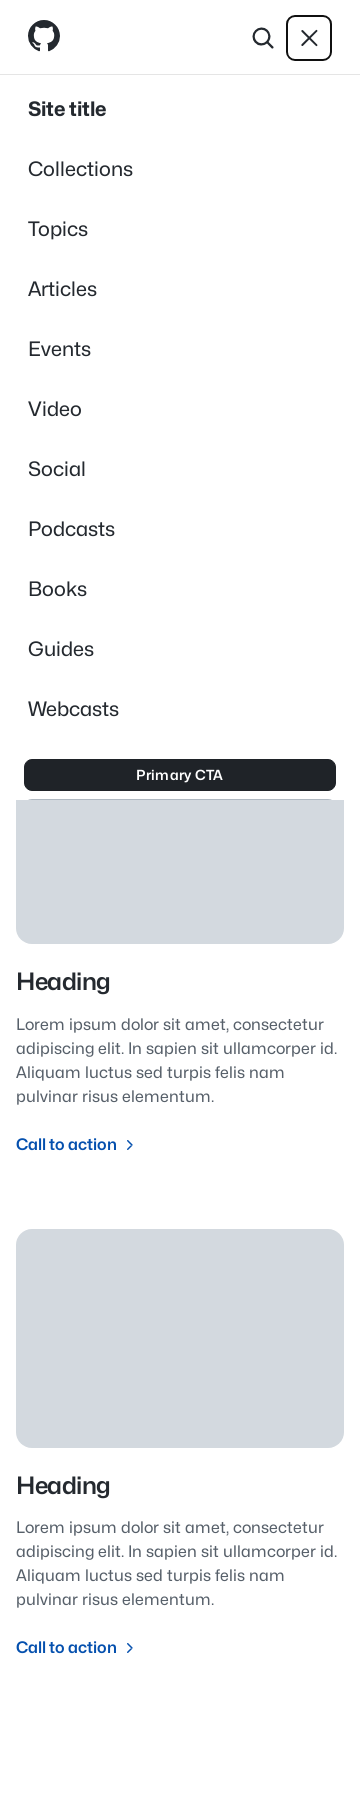 Site title
Collections
Topics
Articles
Events
Video
Social
Podcasts
Books
Guides
Webcasts
Primary CTA
Heading
Lorem ipsum dolor sit amet, consectetur
adipiscing elit. In sapien sit ullamcorper id.
Aliquam luctus sed turpis felis nam
pulvinar risus elementum.
Call to action
Heading
Lorem ipsum dolor sit amet, consectetur
adipiscing elit. In sapien sit ullamcorper id.
Aliquam luctus sed turpis felis nam
pulvinar risus elementum.
Call to action